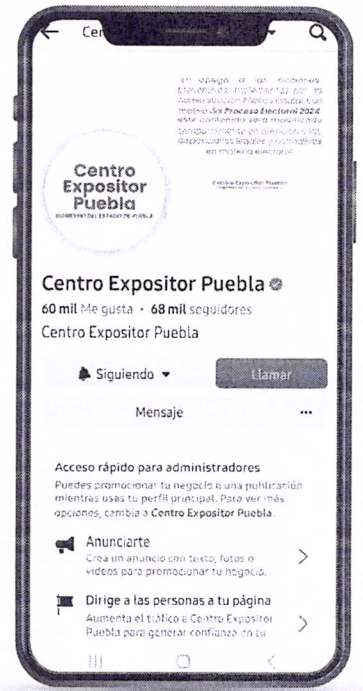 Cen
En apego a las acciones
preventivas implementadas por la
Administración Pública Estatal, con
motivo del Proceso Electoral 2024
este contenido será modificado
temporalmente en atención a las
disposiciones legales y normativas
en materia electoral.
Centro
Expositor
Puebla
GOBIERNO DEL ESTADO DE PUEBLA
Centro Expositor Puebla
Centro Expositor Puebla
60 mil Me gusta • 68 mil seguidores
Centro Expositor Puebla
Siguiendo
Llamar
Mensaje
Acceso rápido para administradores
Puedes promocionar tu negocio o una publicación
mientras usas tu perfil principal. Para ver más
opciones, cambia a Centro Expositor Puebla.
Anunciarte
Crea un anuncio con texto, fotos o
videos para promocionar tu negocio.
Dirige a las personas a tu página
Aumenta el tráfico a Centro Expositor
Puebla para generar confianza en tu